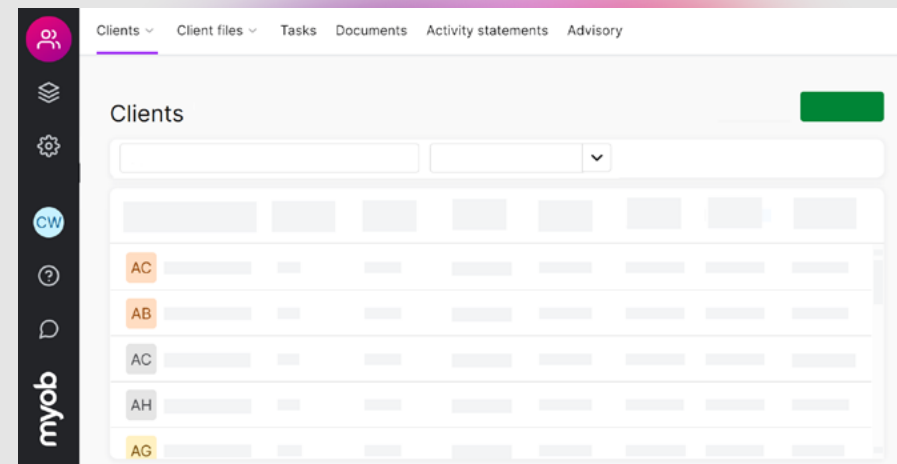 Clients Client files Tasks Documents Activity statements Advisory
Clients
CW
AC
AB
AC
AH
AG
myob